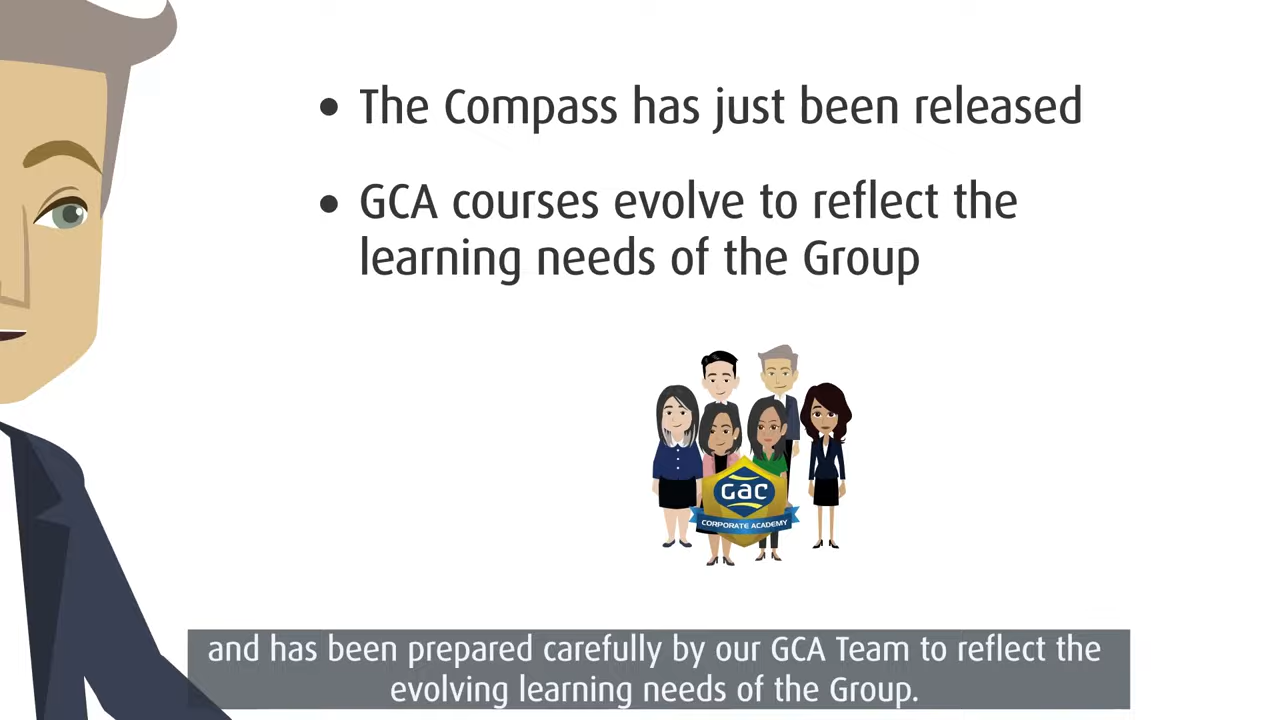 • The Compass has just been released
• GCA courses evolve to reflect the
learning needs of the Group
GAC
CORPORATE ACADEMY
and has been prepared carefully by our GCA Team to reflect the
evolving learning needs of the Group.